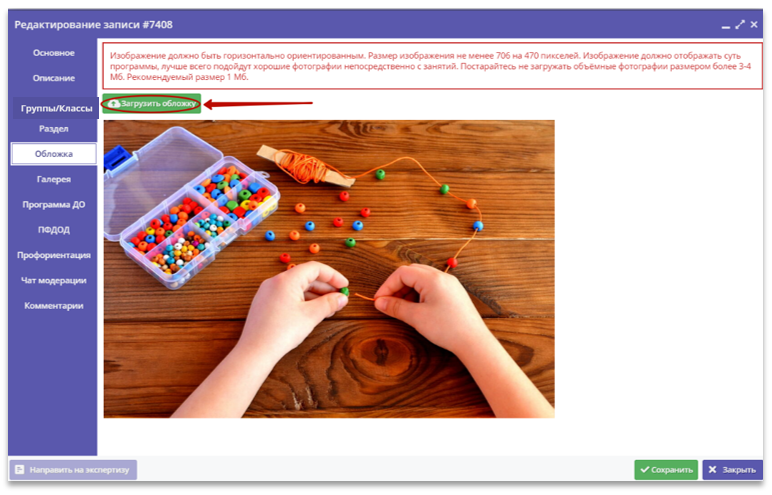 Редактирование записи #7408
Основное
Описание
Группы/Классы
Раздел
Обложка
Галерея
Программа ДО
ПФДОД
Профориентация
Чат модерации
Комментарии
Изображение должно быть горизонтально ориентированным. Размер изображения не менее 706 на 470 пикселей. Изображение должно отображать суть
программы, лучше всего подойдут хорошие фотографии непосредственно с занятий. Постарайтесь не загружать объёмные фотографии размером более 3-4
Мб. Рекомендуемый размер 1 Мб.
Загрузить обложку
Направить на экспертизу
Сохранить
Закрыть